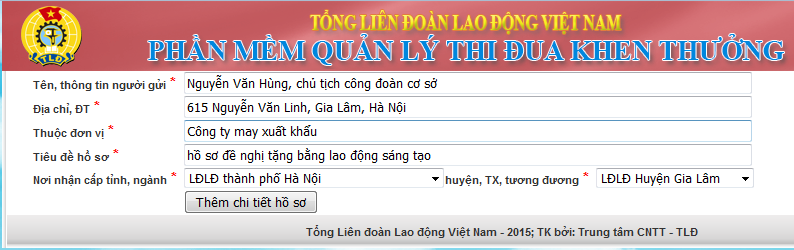 TỔNG LIÊN ĐOÀN LAO ĐỘNG VIỆT NAM
PHẦN MỀM QUẢN LÝ THI ĐUA KHEN THƯỞNG
TLĐ
Tên, thông tin người gửi * Nguyễn Văn Hùng, chủ tịch công đoàn cơ sở
Địa chỉ, ĐT * 615 Nguyễn Văn Linh, Gia Lâm, Hà Nội
Thuộc đơn vị * Công ty may xuất khẩu
Tiêu đề hồ sơ * hồ sơ đề nghị tặng bằng lao động sáng tạo
Nơi nhận cấp tỉnh, ngành * LĐLĐ thành phố Hà Nội huyện, TX, tương đương * LĐLĐ Huyện Gia Lâm
Thêm chi tiết hồ sơ
Tổng Liên đoàn Lao động Việt Nam - 2015; TK bởi: Trung tâm CNTT - TLĐ